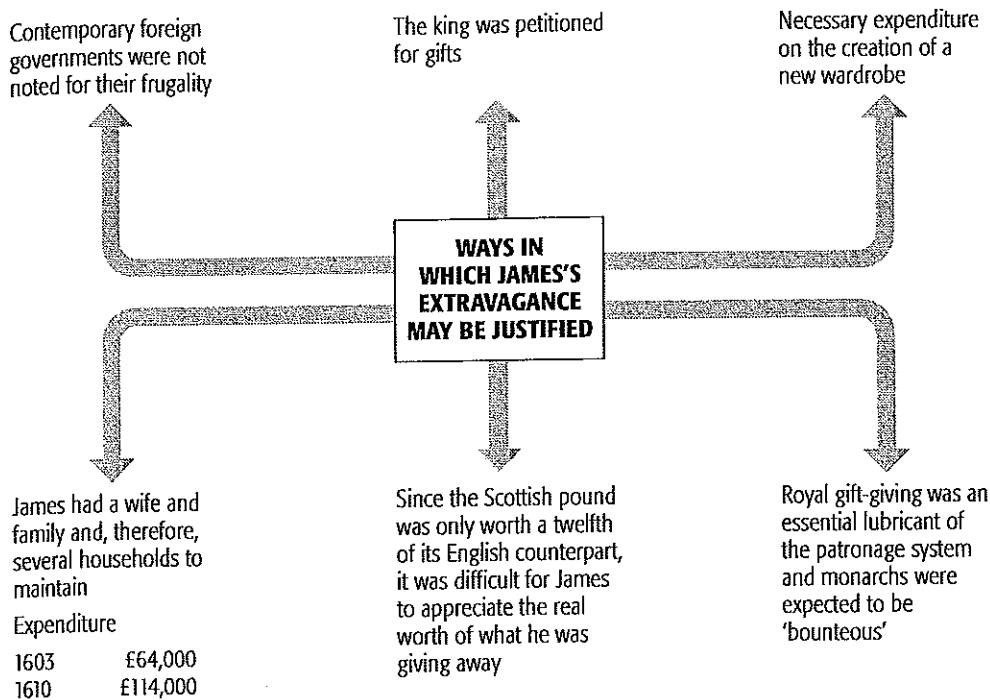 Contemporary foreign
governments were not
noted for their frugality
The king was petitioned
for gifts
Necessary expenditure
on the creation of a
new wardrobe
WAYS IN
WHICH JAMES'S
EXTRAVAGANCE
MAY BE JUSTIFIED
James had a wife and
family and, therefore,
several households to
maintain
Expenditure
1603 £64,000
1610 £114,000
Since the Scottish pound
was only worth a twelfth
of its English counterpart,
it was difficult for James
to appreciate the real
worth of what he was
giving away
Royal gift-giving was an
essential lubricant of
the patronage system
and monarchs were
expected to be
'bounteous'